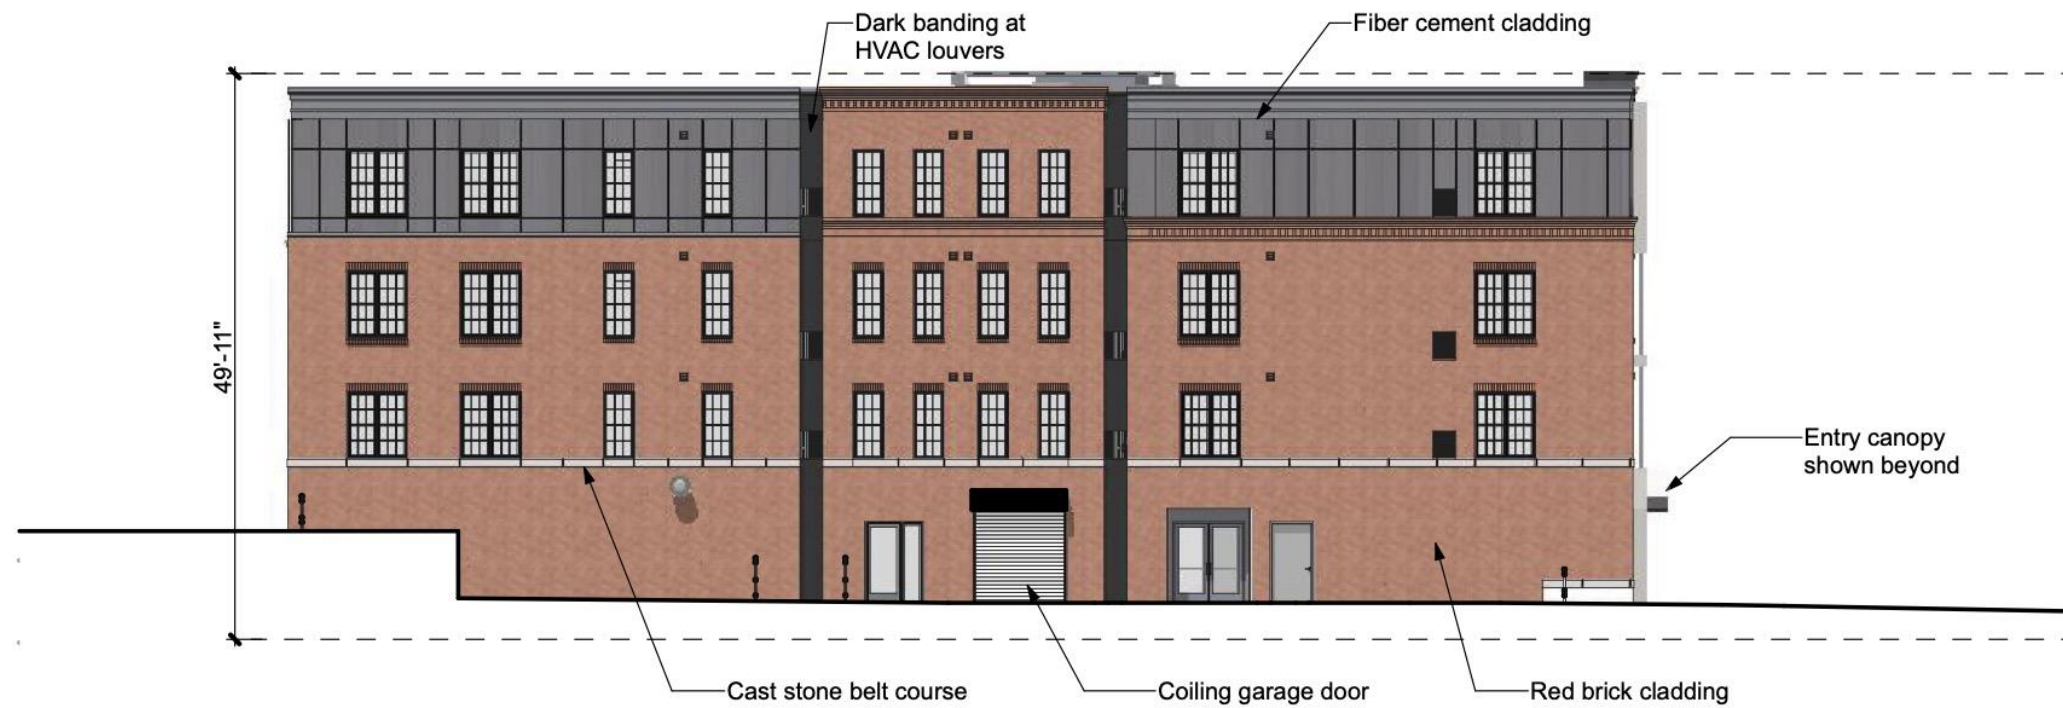 Dark banding at
HVAC louvers
Fiber cement cladding
49'-11"
Entry canopy
shown beyond
Cast stone belt course
Coiling garage door
Red brick cladding